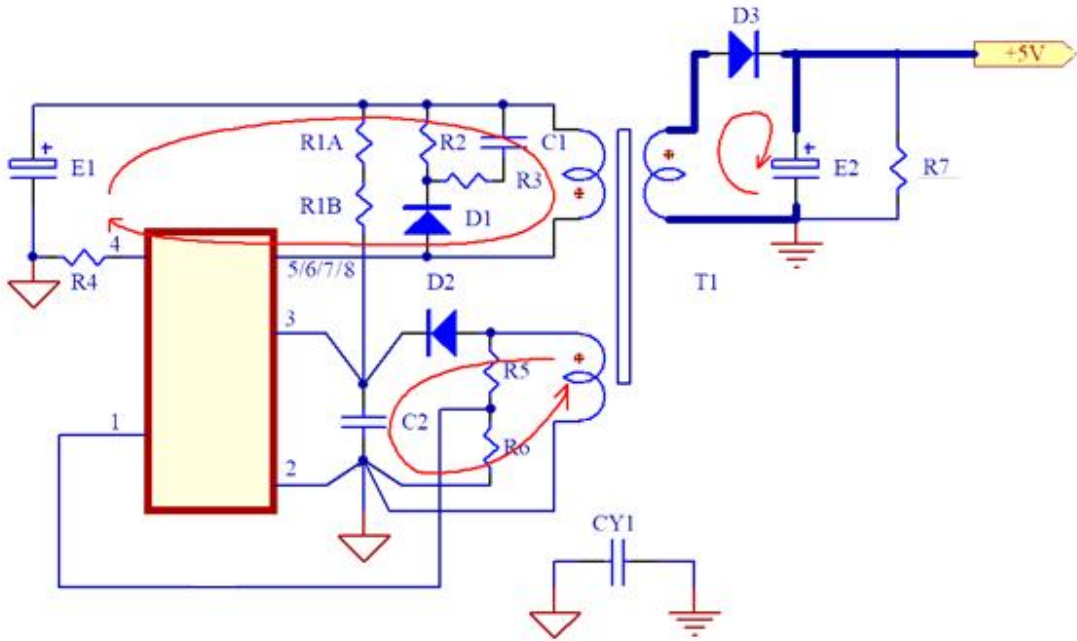 D3
+5V
+
E1
R1A
R2
C1
R3
R1B
D1
+
E2
R7
4
R4
5/6/7/8
D2
T1
3
R5
1
C2
R6
2
CY1